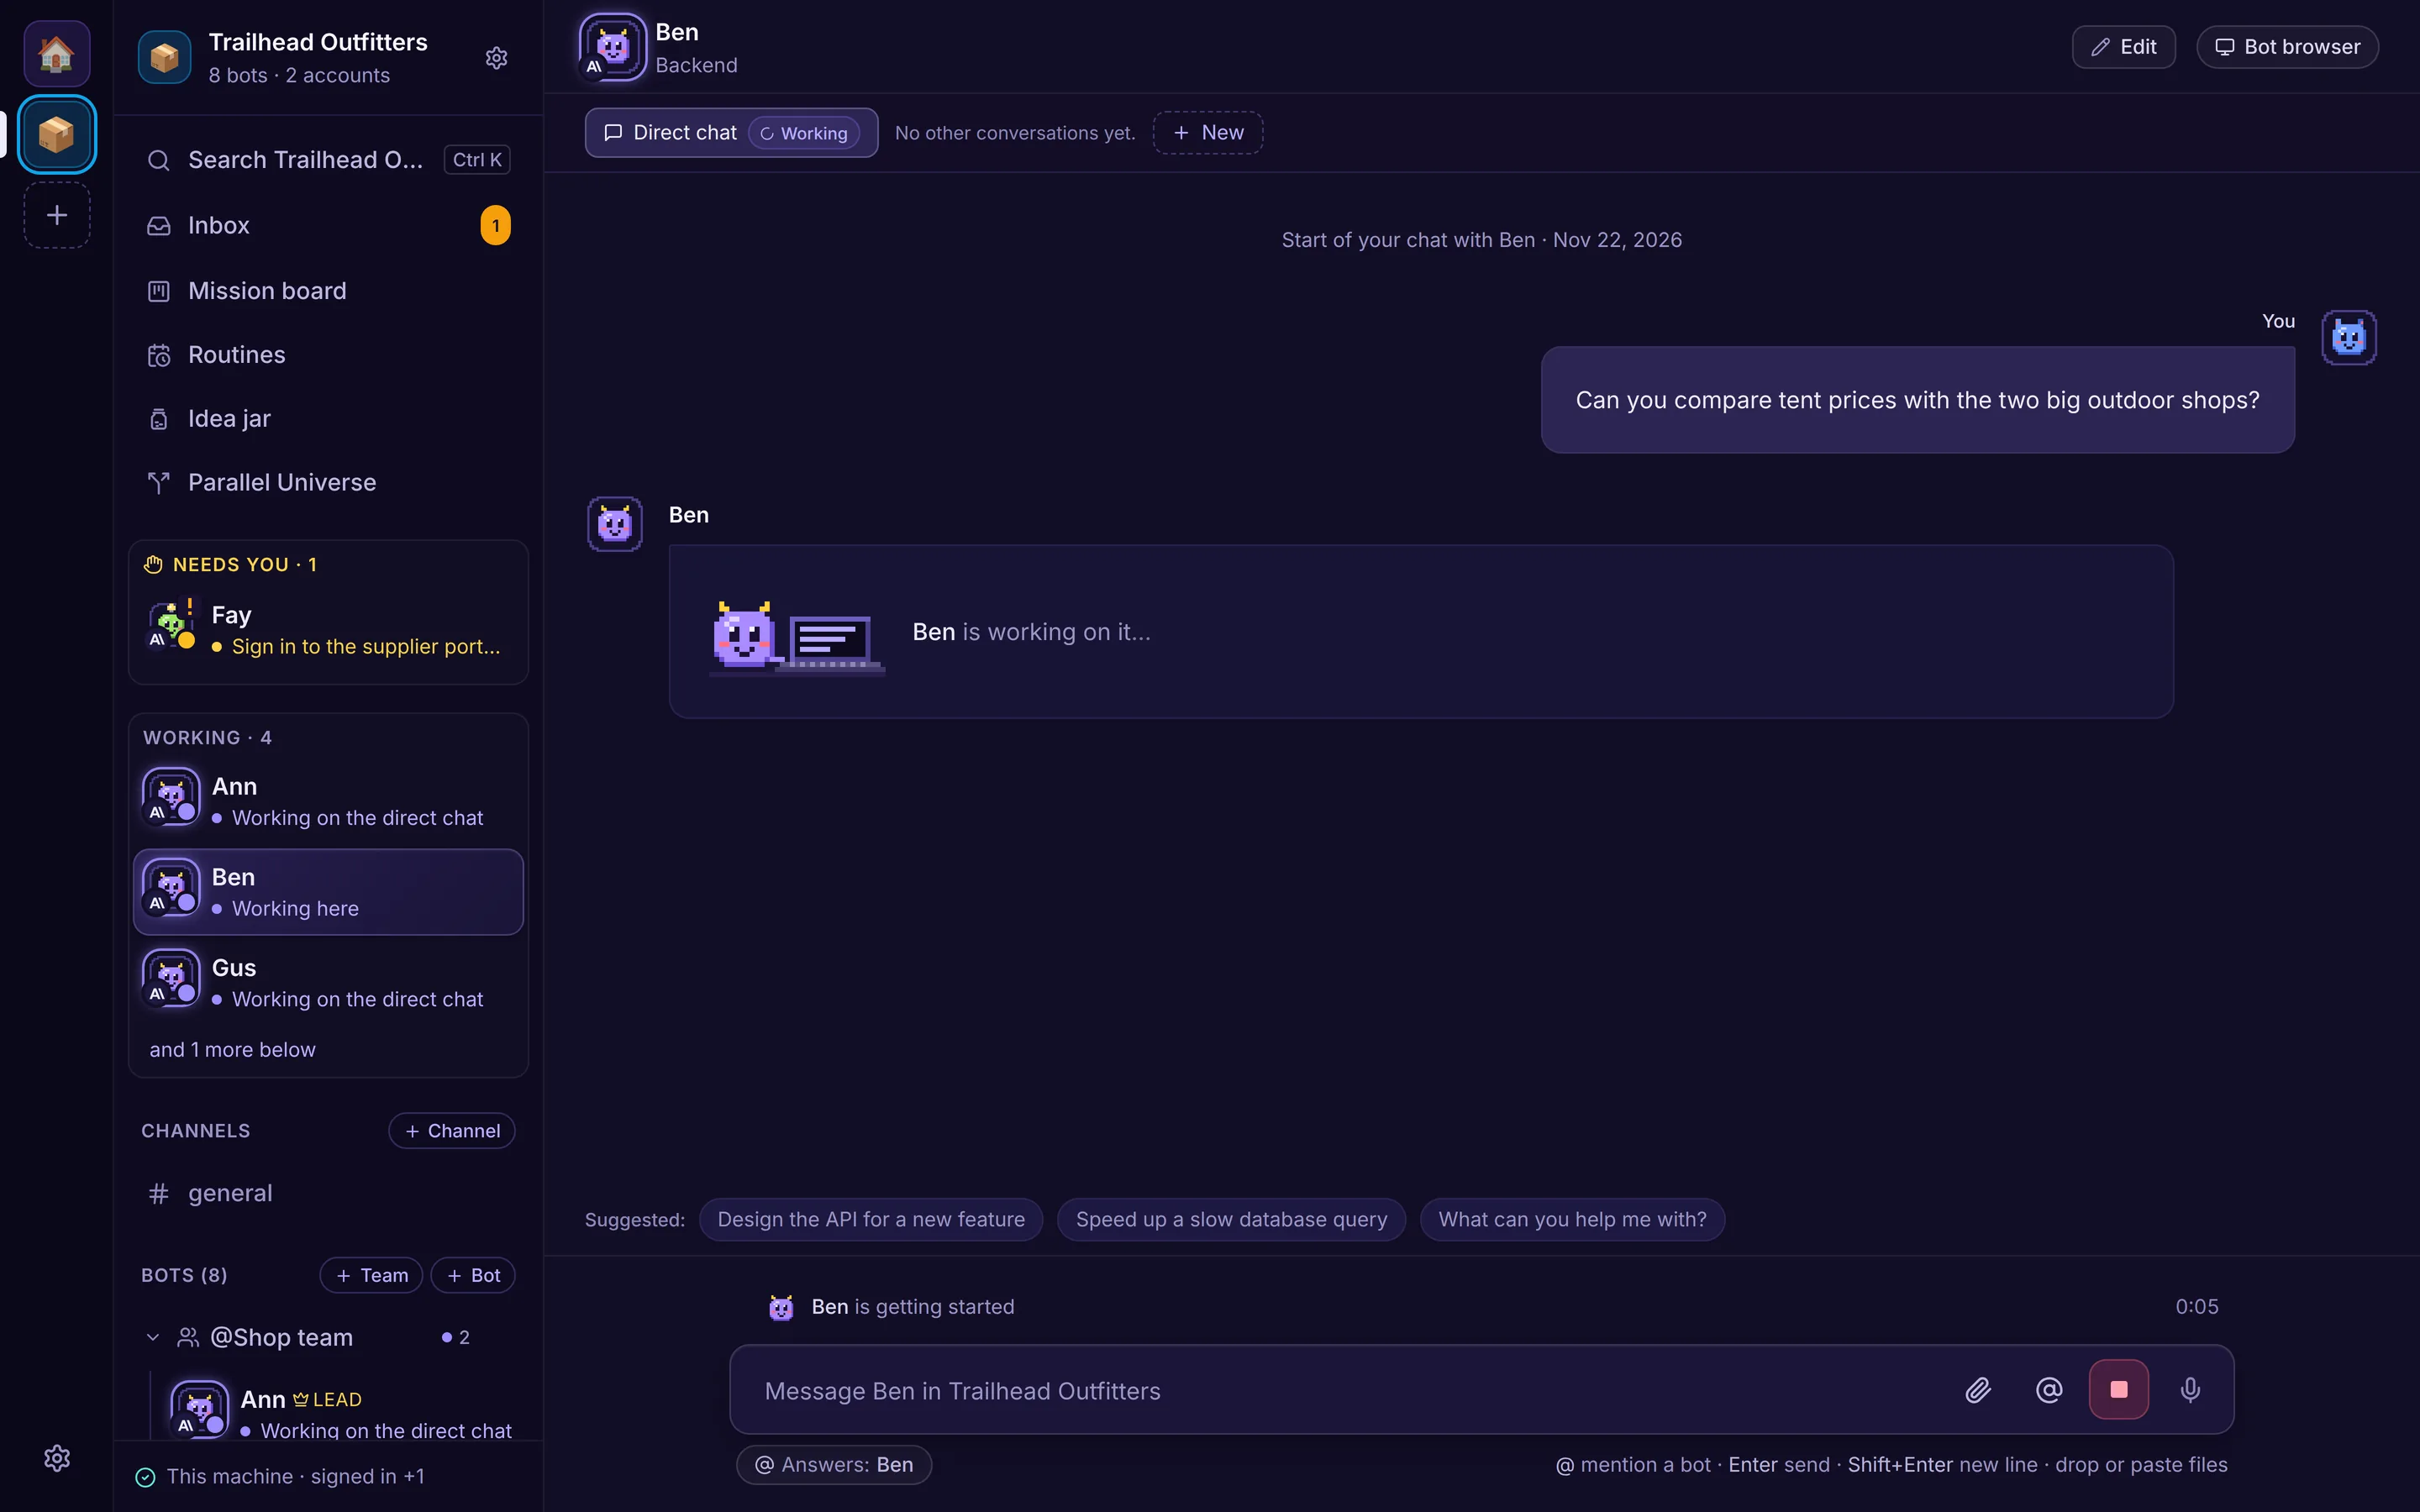 Trailhead Outfitters
8 bots · 2 accounts
Search Trailhead O... Ctrl K
Inbox 1
Mission board
Routines
Idea jar
Parallel Universe
NEEDS YOU · 1
Fay
Sign in to the supplier port...
WORKING · 4
Ann
Working on the direct chat
Ben
Working here
Gus
Working on the direct chat
and 1 more below
CHANNELS + Channel
# general
BOTS (8) + Team + Bot
@Shop team 2
Ann LEAD
Working on the direct chat
This machine · signed in +1
Ben
Backend
Edit
Bot browser
Direct chat Working No other conversations yet. + New
Start of your chat with Ben · Nov 22, 2026
You
Can you compare tent prices with the two big outdoor shops?
Ben
Ben is working on it...
Suggested: Design the API for a new feature Speed up a slow database query What can you help me with?
Ben is getting started 0:05
Message Ben in Trailhead Outfitters
@ Answers: Ben
@ mention a bot · Enter send · Shift+Enter new line · drop or paste files